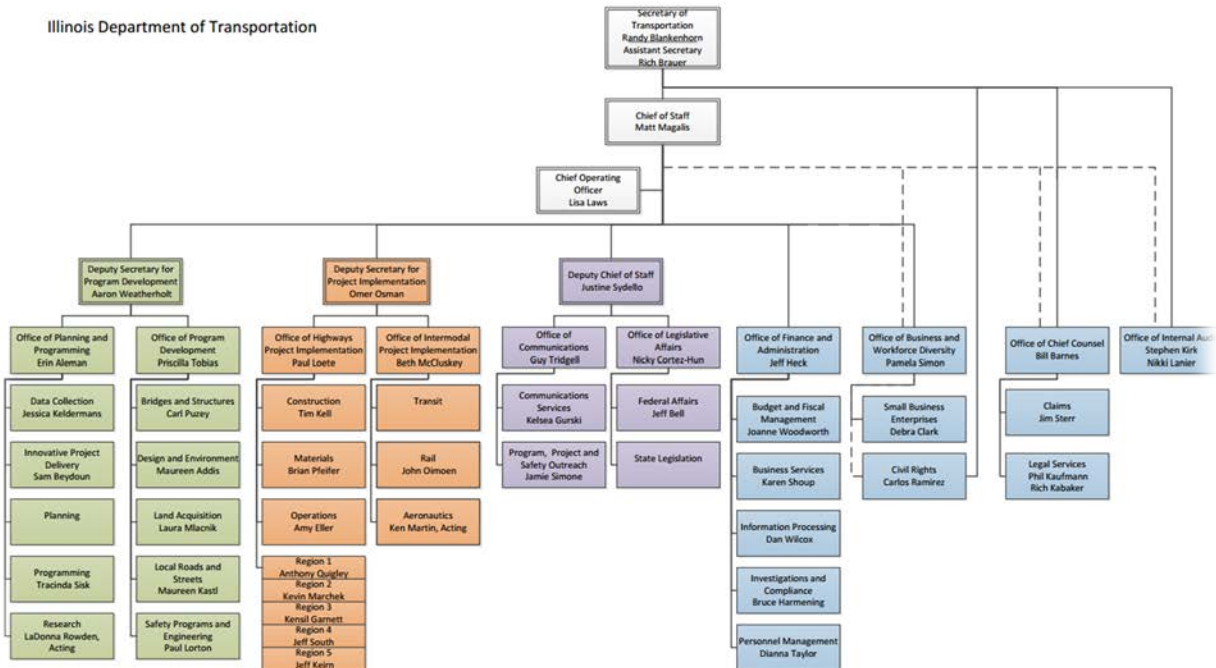 Illinois Department of Transportation
Secretary of
Transportation
Randy Blankenhorn
Assistant Secretary
Rich Brauer
Chief of Staff
Matt Magalis
Chief Operating
Officer
Lisa Laws
Deputy Secretary for
Program Development
Aaron Weatherholt
Deputy Secretary for
Project Implementation
Omer Osman
Deputy Chief of Staff
Justine Sydello
Office of Planning and
Programming
Erin Aleman
Office of Program
Development
Priscilla Tobias
Office of Highways
Project Implementation
Paul Loete
Office of Intermodal
Project Implementation
Beth McCluskey
Office of
Communications
Guy Tridgell
Office of Legislative
Affairs
Nicky Cortez-Hun
Office of Finance and
Administration
Jeff Heck
Office of Business and
Workforce Diversity
Pamela Simon
Office of Chief Counsel
Bill Barnes
Office of Internal Aud
Stephen Kirk
Nikki Lanier
Data Collection
Jessica Keldermans
Innovative Project
Delivery
Sam Beydoun
Planning
Programming
Tracinda Sisk
Research
LaDonna Rowden,
Acting
Bridges and Structures
Carl Puzey
Design and Environment
Maureen Addis
Land Acquisition
Laura Mlacnik
Local Roads and
Streets
Maureen Kastl
Safety Programs and
Engineering
Paul Lorton
Construction
Tim Kell
Materials
Brian Pfeifer
Operations
Amy Eller
Region 1
Anthony Quigley
Region 2
Kevin Marchek
Region 3
Kensil Garnett
Region 4
Jeff South
Region 5
Jeff Keirn
Transit
Rail
John Oimoen
Aeronautics
Ken Martin, Acting
Communications
Services
Kelsea Gurski
Program, Project and
Safety Outreach
Jamie Simone
Federal Affairs
Jeff Bell
State Legislation
Budget and Fiscal
Management
Joanne Woodworth
Business Services
Karen Shoup
Information Processing
Dan Wilcox
Investigations and
Compliance
Bruce Harmening
Personnel Management
Dianna Taylor
Small Business
Enterprises
Debra Clark
Civil Rights
Carlos Ramirez
Claims
Jim Sterr
Legal Services
Phil Kaufmann
Rich Kabaker